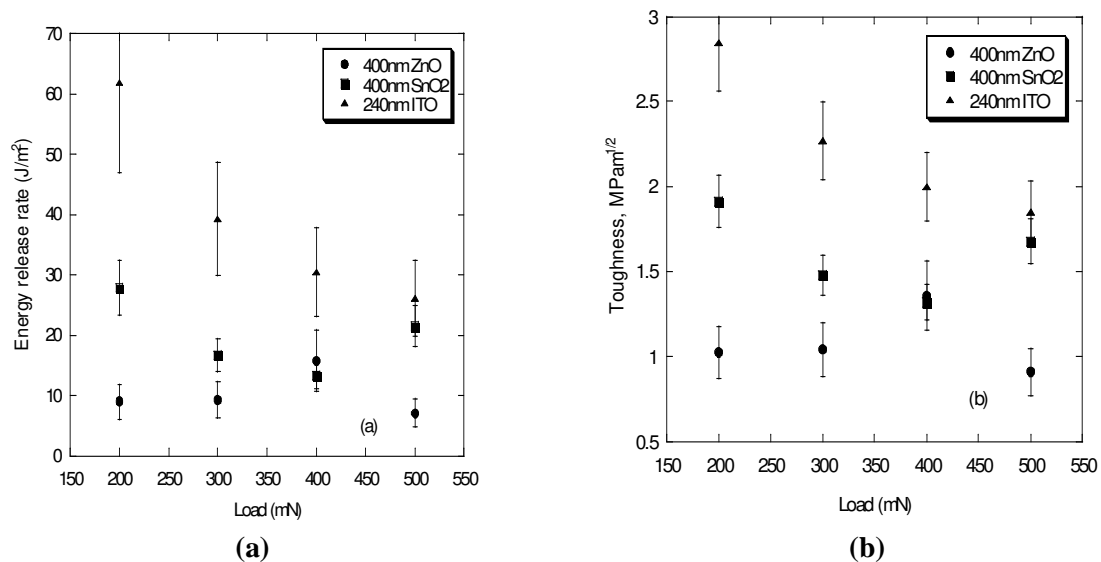 70
60
50
40
30
20
10
0
Energy release rate (J/m²)
400nm ZnO
400nm SnO2
240nm ITO
(a)
150 200 250 300 350 400 450 500 550
Load (mN)
(a)
3
2.5
2
1.5
1
0.5
Toughness, MPam1/2
400nm ZnO
400nm SnO2
240nm ITO
(b)
150 200 250 300 350 400 450 500 550
Load (mN)
(b)